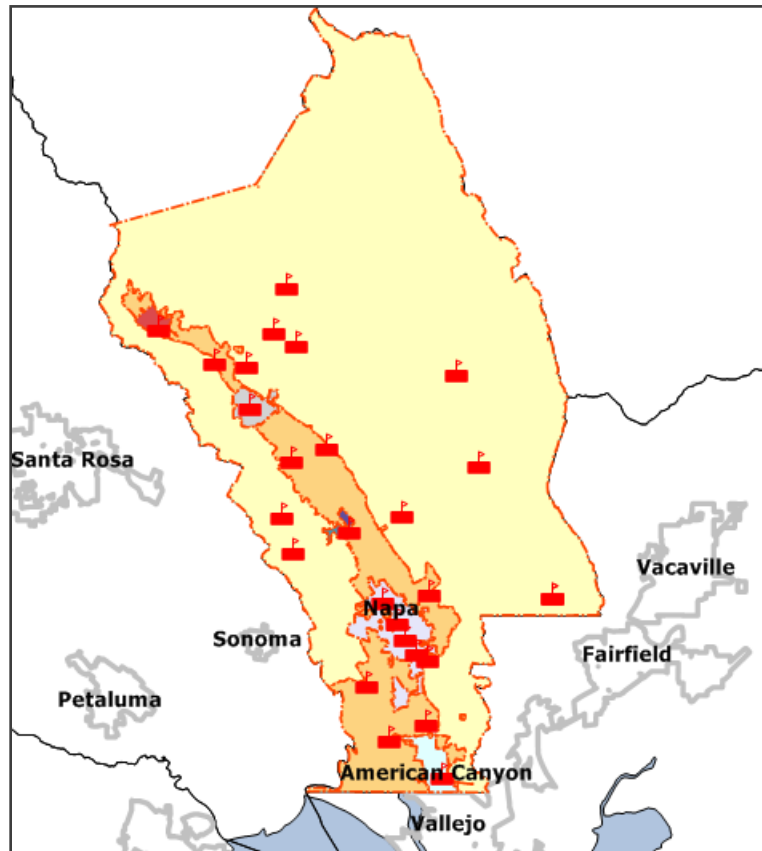 Santa Rosa
Vacaville
Napa
Sonoma
Fairfield
Petaluma
American Canyon
Vallejo